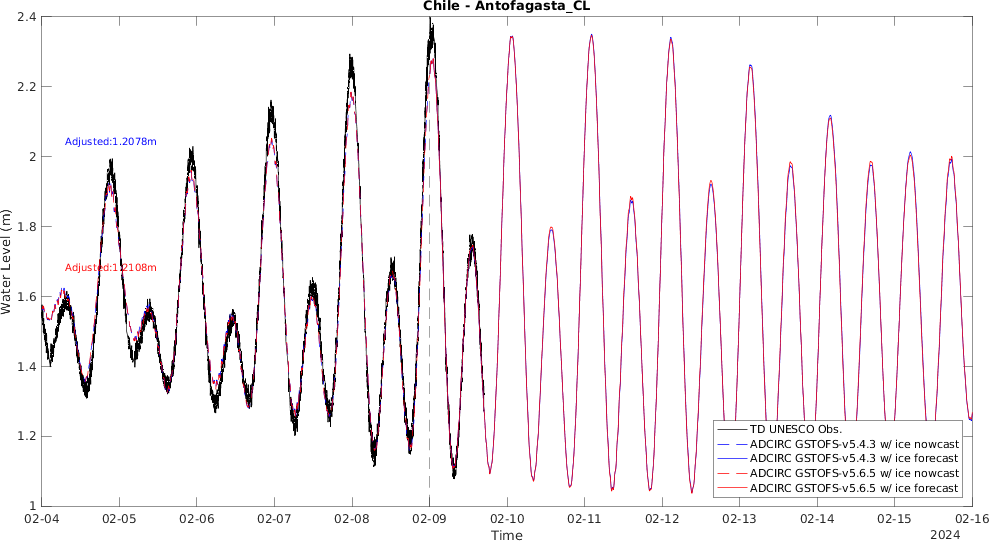 Chile - Antofagasta_CL
2.4
2.2
2
1.8
1.6
1.4
1.2
1
Water Level (m)
Adjusted:1.2078m
Adjusted:1.2108m
TD UNESCO Obs.
ADCIRC GSTOFS-v5.4.3 w/ ice nowcast
ADCIRC GSTOFS-v5.4.3 w/ ice forecast
ADCIRC GSTOFS-v5.6.5 w/ ice nowcast
ADCIRC GSTOFS-v5.6.5 w/ ice forecast
02-04 02-05 02-06 02-07 02-08 02-09 02-10 02-11 02-12 02-13 02-14 02-15 02-16
Time
2024